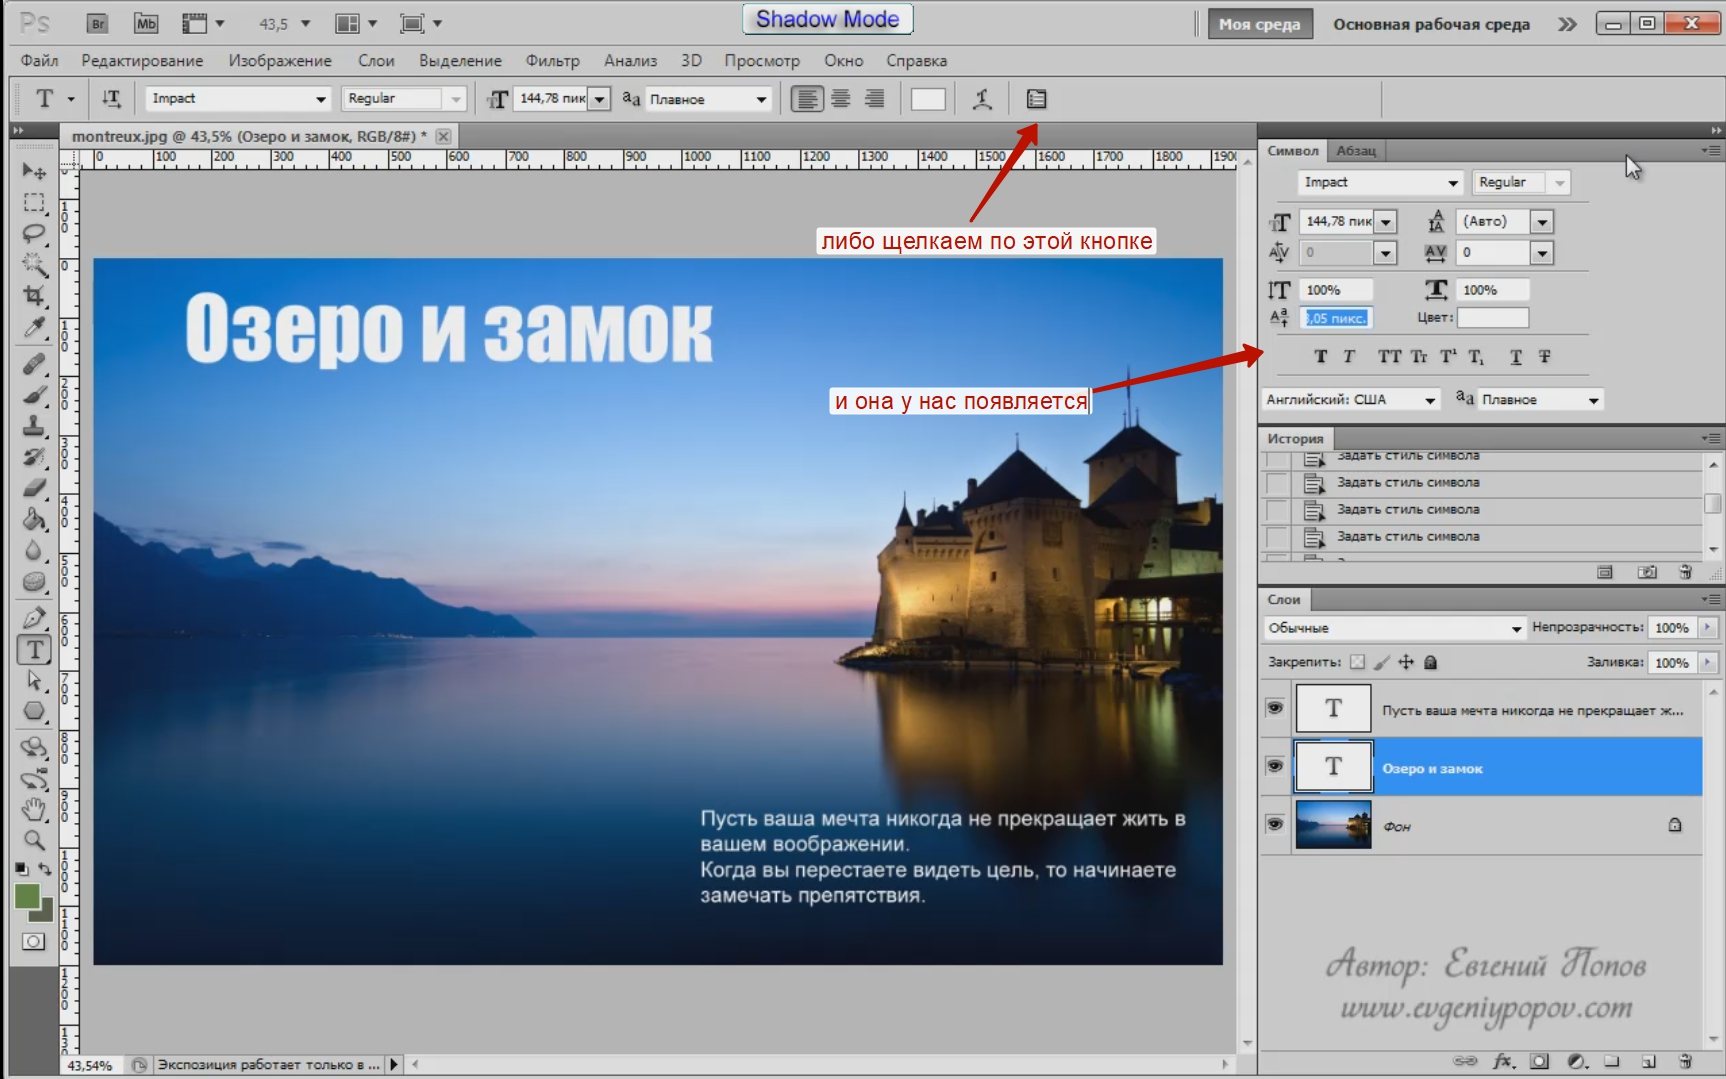 Ps Br Mb 43,5 Shadow Mode Моя среда Основная рабочая среда
Файл Редактирование Изображение Слои Выделение Фильтр Анализ 3D Просмотр Окно Справка
T Impact Regular 144,78 пик aa Плавное
montreux.jpg @ 43,5% (Озеро и замок, RGB/8#) *
0 100 200 300 400 500 600 700 800 900 1000 1100 1200 1300 1400 1500 1600 1700 1800 1900
Символ Абзац
Impact Regular
144,78 пик (Авто)
0 0
100% 100%
,05 пикс. Цвет:
T T TT Tr T¹ T₁ T T
Английский: США aa Плавное
либо щелкаем по этой кнопке
и она у нас появляется
Озеро и замок
Пусть ваша мечта никогда не прекращает жить в
вашем воображении.
Когда вы перестаете видеть цель, то начинаете
замечать препятствия.
История
Задать стиль символа
Задать стиль символа
Задать стиль символа
Задать стиль символа
Слои
Обычные Непрозрачность: 100%
Закрепить: Заливка: 100%
T Пусть ваша мечта никогда не прекращает ж...
T Озеро и замок
Фон
Автор: Евгений Попов
www.evgeniypopov.com
43,54% Экспозиция работает только в ...
fx